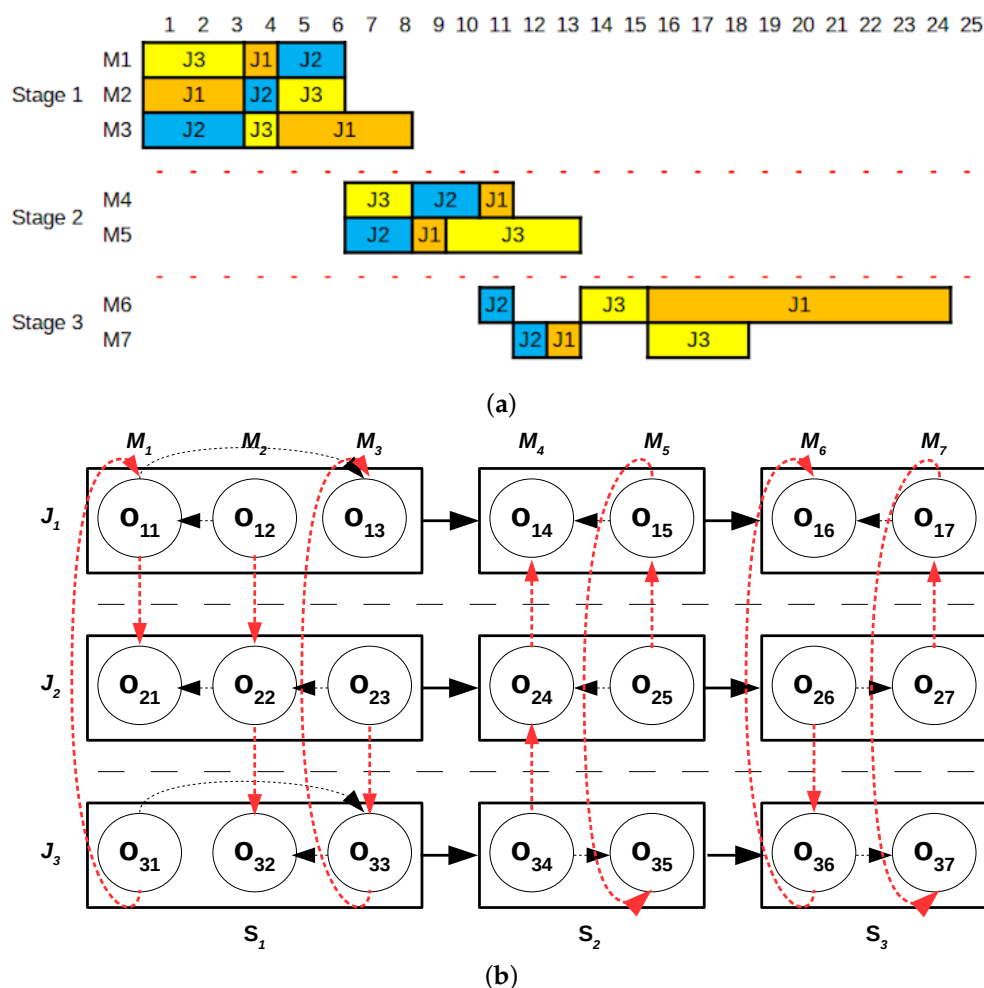 1 2 3 4 5 6 7 8 9 10 11 12 13 14 15 16 17 18 19 20 21 22 23 24 25
M1 J3 J1 J2
Stage 1 M2 J1 J2 J3
M3 J2 J3 J1
M4 J3 J2 J1
Stage 2
M5 J2 J1 J3
M6 J2 J3 J1
Stage 3
M7 J2 J1 J3
(a)
M1 M2 M3 M4 M5 M6 M7
J1 O11 O12 O13 O14 O15 O16 O17
J2 O21 O22 O23 O24 O25 O26 O27
J3 O31 O32 O33 O34 O35 O36 O37
S1 S2 S3
(b)